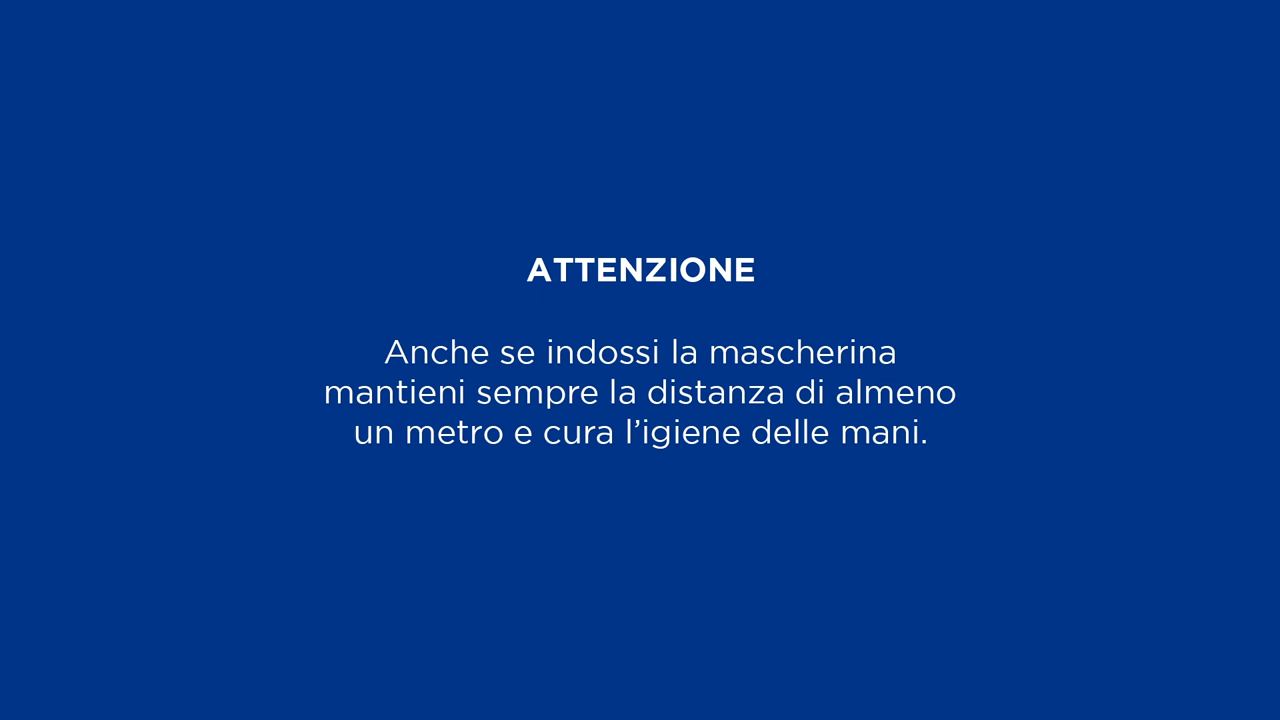 ATTENZIONE
Anche se indossi la mascherina
mantieni sempre la distanza di almeno
un metro e cura l’igiene delle mani.